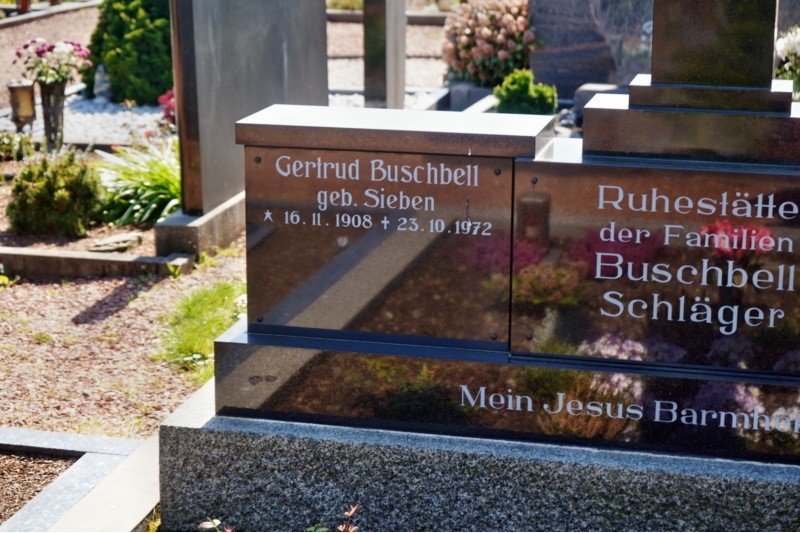 Gertrud Buschbell
geb. Sieben
* 16. 11. 1908 + 23. 10. 1972
Ruhestätte
der Familien
Buschbell
Schläger
Mein Jesus